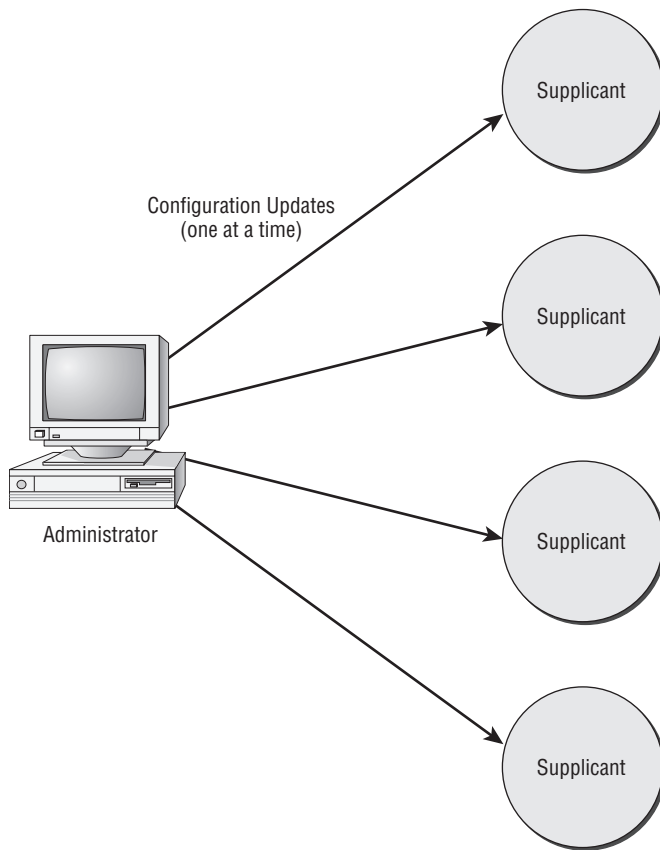 Supplicant
Configuration Updates
(one at a time)
Supplicant
Administrator
Supplicant
Supplicant